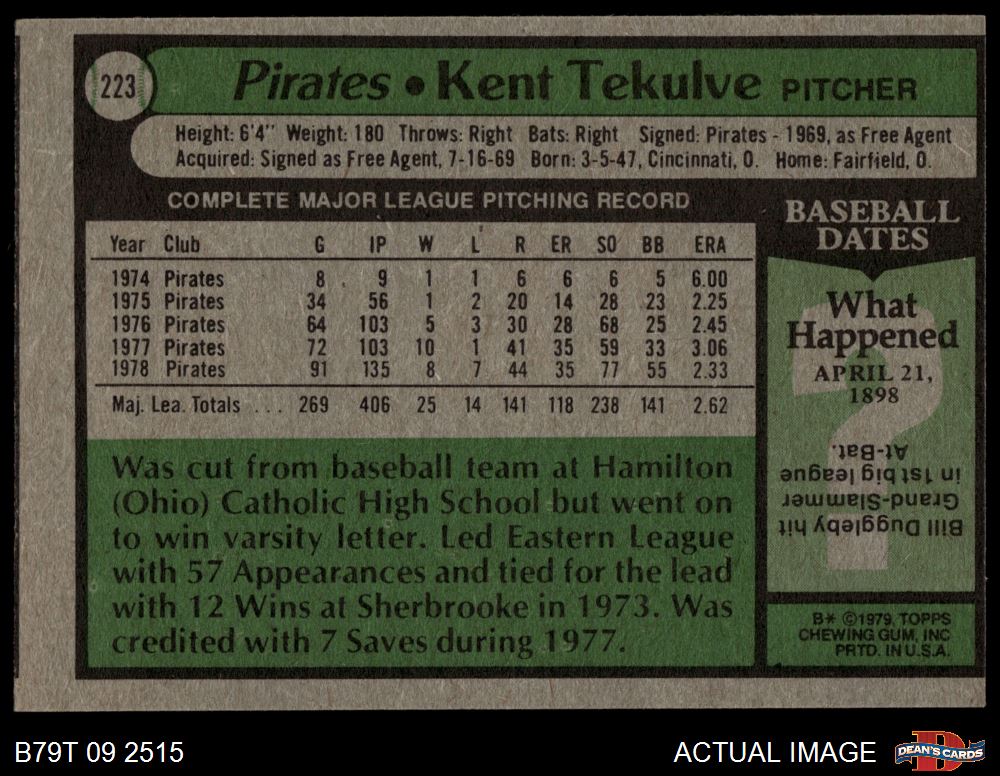 223
Pirates • Kent Tekulve PITCHER
Height: 6'4" Weight: 180 Throws: Right Bats: Right Signed: Pirates - 1969, as Free Agent
Acquired: Signed as Free Agent, 7-16-69 Born: 3-5-47, Cincinnati, O. Home: Fairfield, O.
COMPLETE MAJOR LEAGUE PITCHING RECORD
Year Club G IP W L R ER SO BB ERA
1974 Pirates 8 9 1 1 6 6 6 5 6.00
1975 Pirates 34 56 1 2 20 14 28 23 2.25
1976 Pirates 64 103 5 3 30 28 68 25 2.45
1977 Pirates 72 103 10 1 41 35 59 33 3.06
1978 Pirates 91 135 8 7 44 35 77 55 2.33
Maj. Lea. Totals ... 269 406 25 14 141 118 238 141 2.62
Was cut from baseball team at Hamilton
(Ohio) Catholic High School but went on
to win varsity letter. Led Eastern League
with 57 Appearances and tied for the lead
with 12 Wins at Sherbrooke in 1973. Was
credited with 7 Saves during 1977.
BASEBALL
DATES
What
Happened
APRIL 21,
1898
?
Bill Duggleby hit
Grand-Slammer
in 1st big league
At-Bat.
B* ©1979, TOPPS
CHEWING GUM, INC
PRTD. IN U.S.A.
B79T 09 2515
ACTUAL IMAGE
DEAN'S CARDS